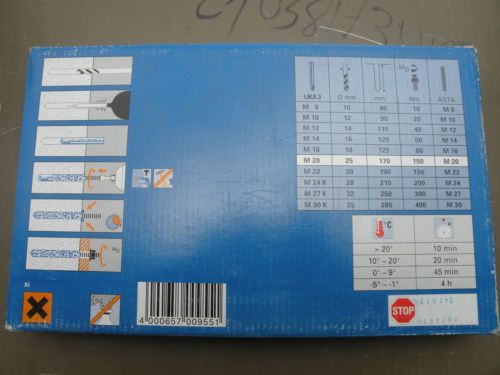 UKA 3 Ø mm mm Nm ASTA
M 8 10 80 10 M 8
M 10 12 90 20 M 10
M 12 14 110 40 M 12
M 14 16 120 50 M 14
M 16 18 125 60 M 16
M 20 25 170 150 M 20
M 22 30 190 150 M 22
M 24 K 28 210 200 M 24
M 27 K 32 250 300 M 27
M 30 K 35 280 400 M 30
°C
> 20° 10 min
10° - 20° 20 min
0° - 9° 45 min
-5° - -1° 4 h
Xi
4 000657 009551
STOP